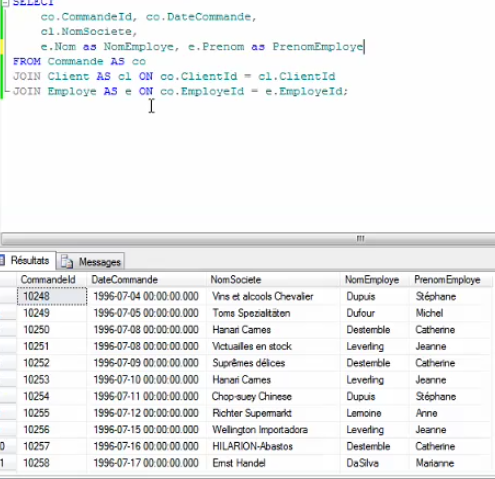 SELECT
co.CommandeId, co.DateCommande,
cl.NomSociete,
e.Nom as NomEmploye, e.Prenom as PrenomEmploye
FROM Commande AS co
JOIN Client AS cl ON co.ClientId = cl.ClientId
JOIN Employe AS e ON co.EmployeId = e.EmployeId;
Résultats Messages
CommandeId DateCommande NomSociete NomEmploye PrenomEmploye
10248 1996-07-04 00:00:00.000 Vins et alcools Chevalier Dupuis Stéphane
10249 1996-07-05 00:00:00.000 Toms Spezialitäten Dufour Michel
10250 1996-07-08 00:00:00.000 Hanari Carnes Destemble Catherine
10251 1996-07-08 00:00:00.000 Victuailles en stock Leverling Jeanne
10252 1996-07-09 00:00:00.000 Suprêmes délices Destemble Catherine
10253 1996-07-10 00:00:00.000 Hanari Carnes Leverling Jeanne
10254 1996-07-11 00:00:00.000 Chop-suey Chinese Dupuis Stéphane
10255 1996-07-12 00:00:00.000 Richter Supermarkt Lemoine Anne
10256 1996-07-15 00:00:00.000 Wellington Importadora Leverling Jeanne
0 10257 1996-07-16 00:00:00.000 HILARION-Abastos Destemble Catherine
1 10258 1996-07-17 00:00:00.000 Ernst Handel DaSilva Marianne